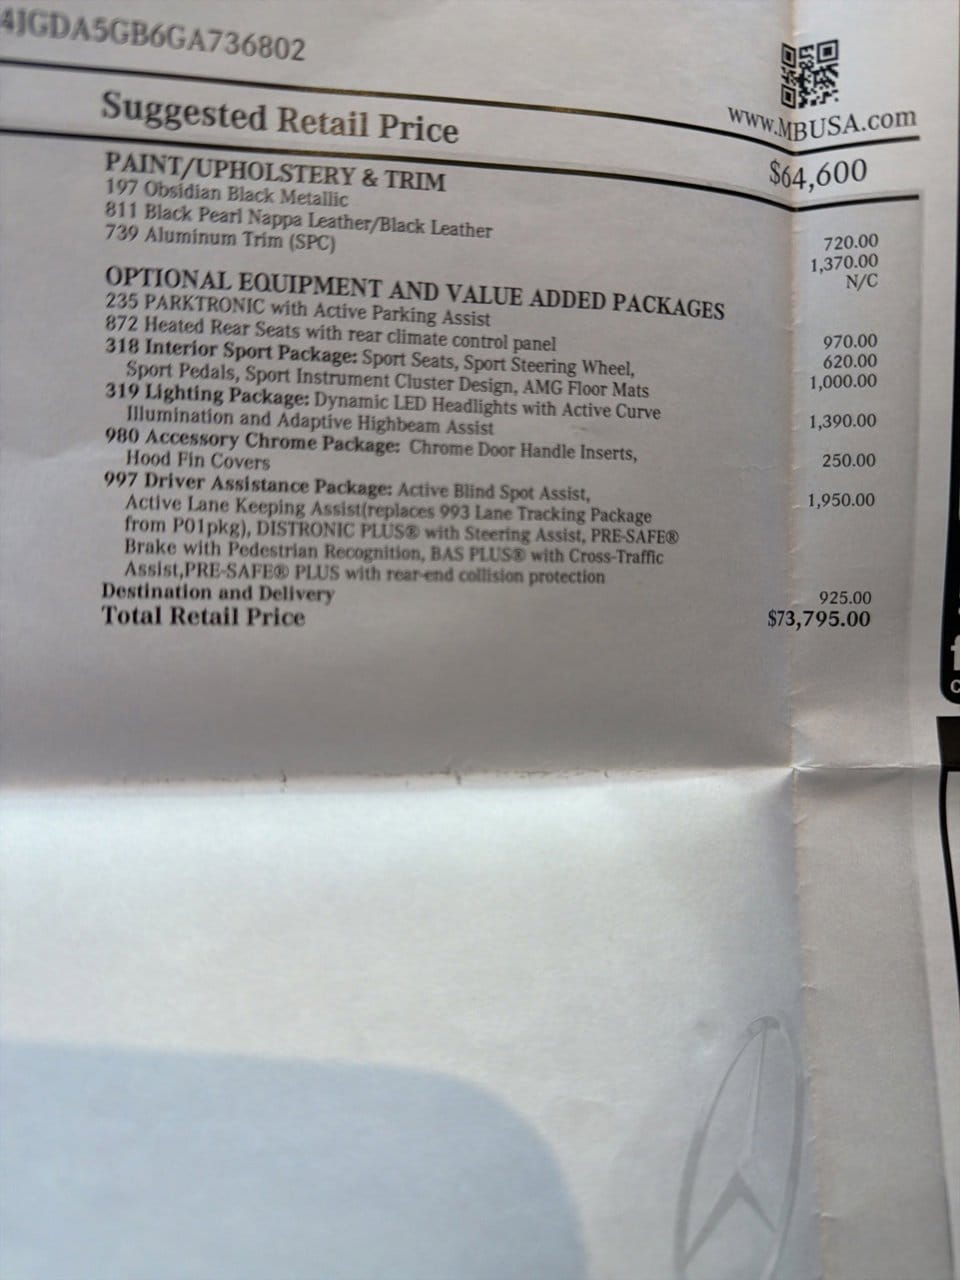 4JGDA5GB6GA736802
www.MBUSA.com
Suggested Retail Price $64,600
PAINT/UPHOLSTERY & TRIM
197 Obsidian Black Metallic 720.00
811 Black Pearl Nappa Leather/Black Leather 1,370.00
739 Aluminum Trim (SPC) N/C
OPTIONAL EQUIPMENT AND VALUE ADDED PACKAGES
235 PARKTRONIC with Active Parking Assist 970.00
872 Heated Rear Seats with rear climate control panel 620.00
318 Interior Sport Package: Sport Seats, Sport Steering Wheel, 1,000.00
Sport Pedals, Sport Instrument Cluster Design, AMG Floor Mats
319 Lighting Package: Dynamic LED Headlights with Active Curve 1,390.00
Illumination and Adaptive Highbeam Assist
980 Accessory Chrome Package: Chrome Door Handle Inserts, 250.00
Hood Fin Covers
997 Driver Assistance Package: Active Blind Spot Assist, 1,950.00
Active Lane Keeping Assist(replaces 993 Lane Tracking Package
from P01pkg), DISTRONIC PLUS® with Steering Assist, PRE-SAFE®
Brake with Pedestrian Recognition, BAS PLUS® with Cross-Traffic
Assist,PRE-SAFE® PLUS with rear-end collision protection
Destination and Delivery 925.00
Total Retail Price $73,795.00